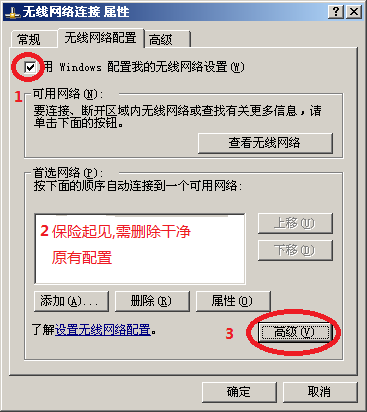 无线网络连接 属性
常规 无线网络配置 高级
用 Windows 配置我的无线网络设置(W)
1
可用网络(N):
要连接、断开区域内无线网络或查找有关更多信息，请
单击下面的按钮。
查看无线网络
首选网络(P):
按下面的顺序自动连接到一个可用网络:
2 保险起见,需删除干净
原有配置
上移(U)
下移(D)
添加(A)... 删除(R) 属性(O)
了解设置无线网络配置。
3 高级(V)
确定 取消